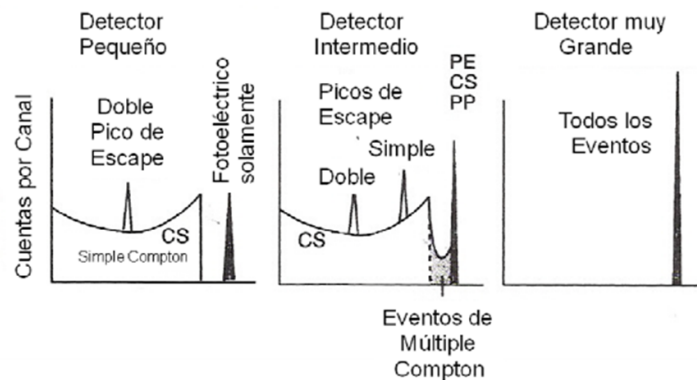 Detector
Pequeño
Detector
Intermedio
Detector muy
Grande
Cuentas por Canal
Doble
Pico de
Escape
Fotoeléctrico
solamente
CS
Simple Compton
Picos de
Escape
PE
CS
PP
Simple
Doble
CS
Eventos de
Múltiple
Compton
Todos los
Eventos